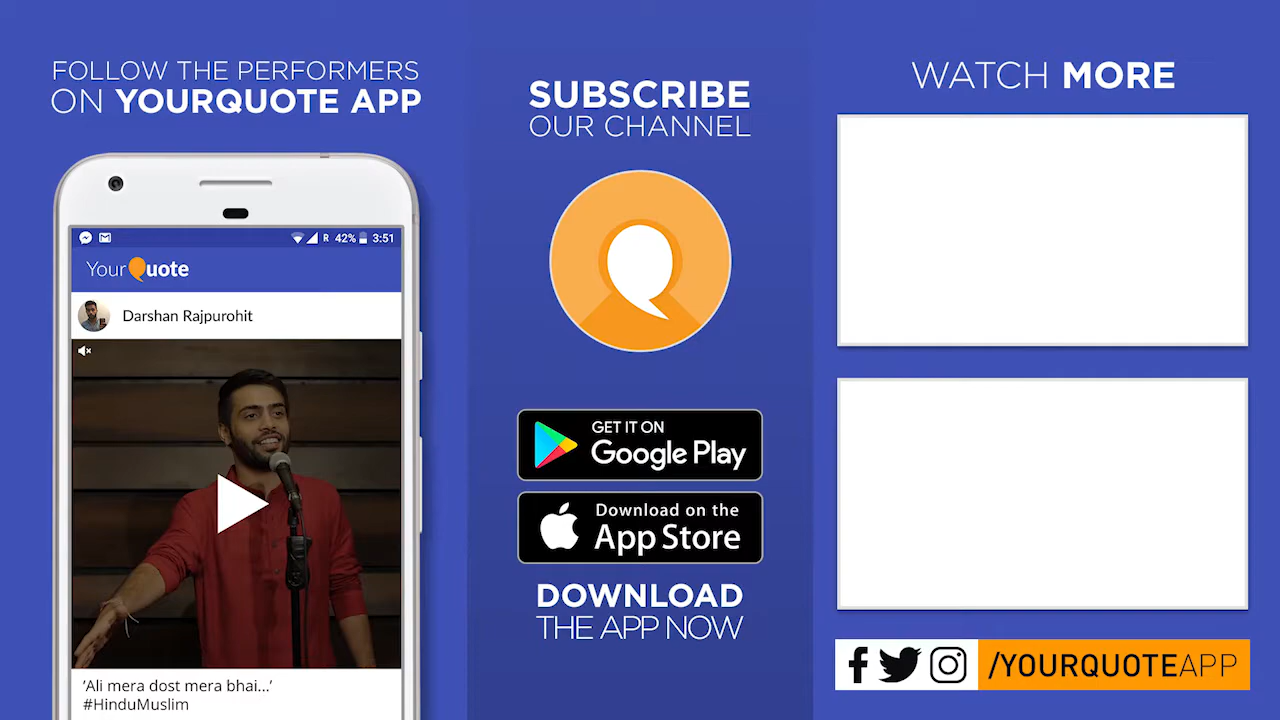 FOLLOW THE PERFORMERS
ON YOURQUOTE APP
R 42% 3:51
YourQuote
Darshan Rajpurohit
‘Ali mera dost mera bhai...’
#HinduMuslim
SUBSCRIBE
OUR CHANNEL
GET IT ON
Google Play
Download on the
App Store
DOWNLOAD
THE APP NOW
WATCH MORE
/YOURQUOTEAPP